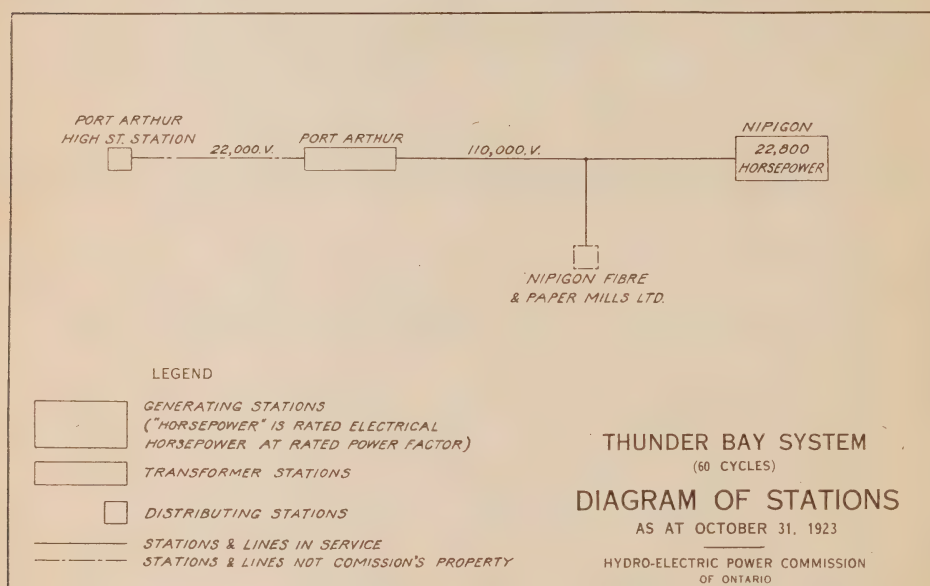 PORT ARTHUR
HIGH ST. STATION
22,000.V.
PORT ARTHUR
110,000.V.
NIPIGON
22,800
HORSEPOWER
NIPIGON FIBRE
& PAPER MILLS LTD.
LEGEND
GENERATING STATIONS
("HORSEPOWER" IS RATED ELECTRICAL
HORSEPOWER AT RATED POWER FACTOR)
TRANSFORMER STATIONS
DISTRIBUTING STATIONS
STATIONS & LINES IN SERVICE
STATIONS & LINES NOT COMISSION'S PROPERTY
THUNDER BAY SYSTEM
(60 CYCLES)
DIAGRAM OF STATIONS
AS AT OCTOBER 31, 1923
HYDRO-ELECTRIC POWER COMMISSION
OF ONTARIO